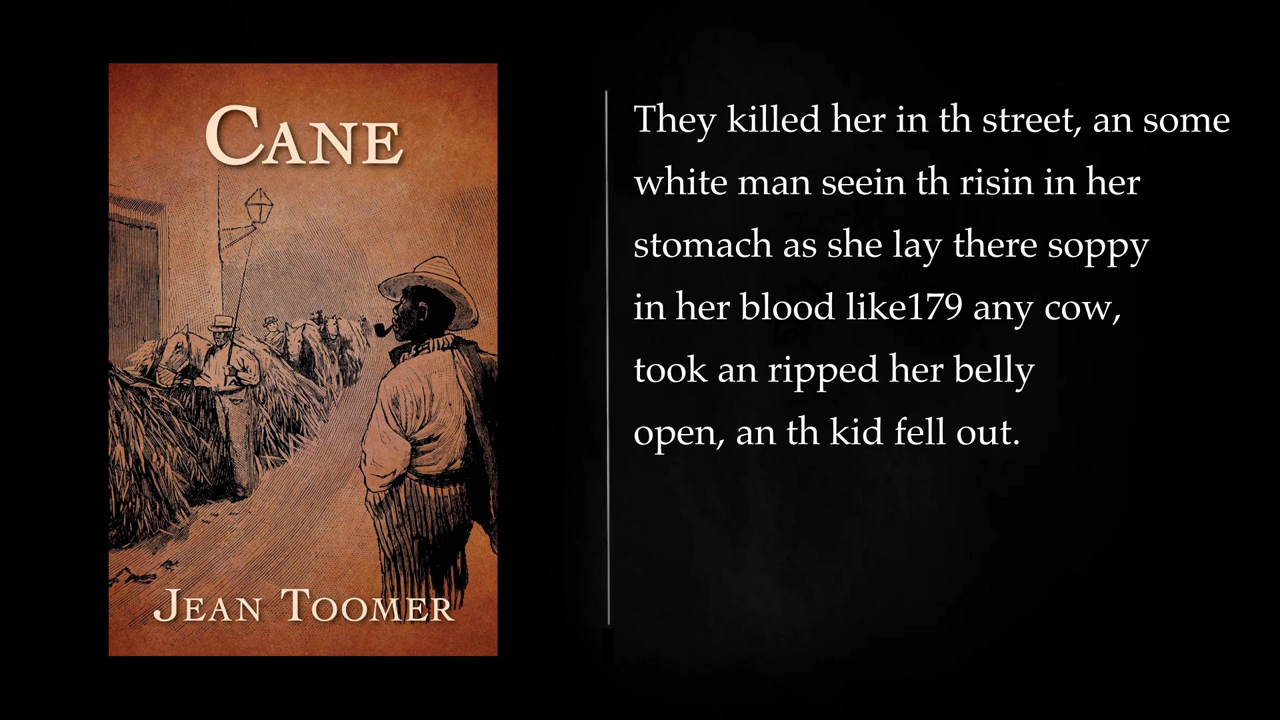 CANE
JEAN TOOMER
They killed her in th street, an some
white man seein th risin in her
stomach as she lay there soppy
in her blood like179 any cow,
took an ripped her belly
open, an th kid fell out.